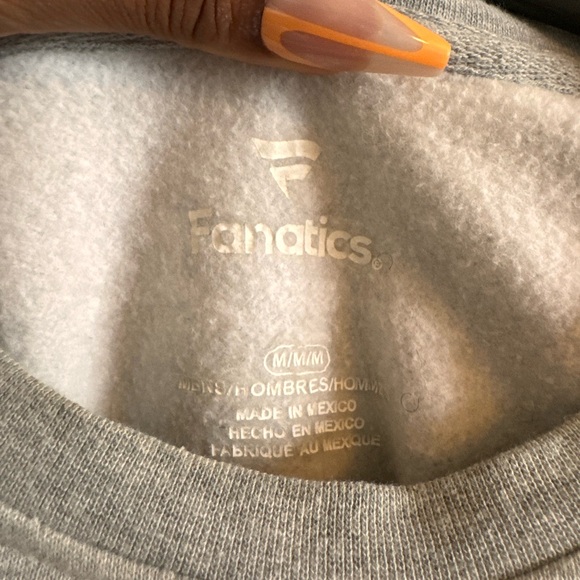 Fanatics®
M/M/M
MENS/HOMBRES/HOMMES
MADE IN MEXICO
HECHO EN MEXICO
FABRIQUÉ AU MEXIQUE